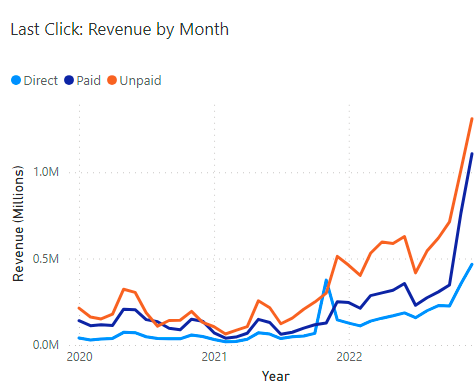 Last Click: Revenue by Month
Direct Paid Unpaid
Revenue (Millions)
1.0M
0.5M
0.0M
2020 2021 2022
Year